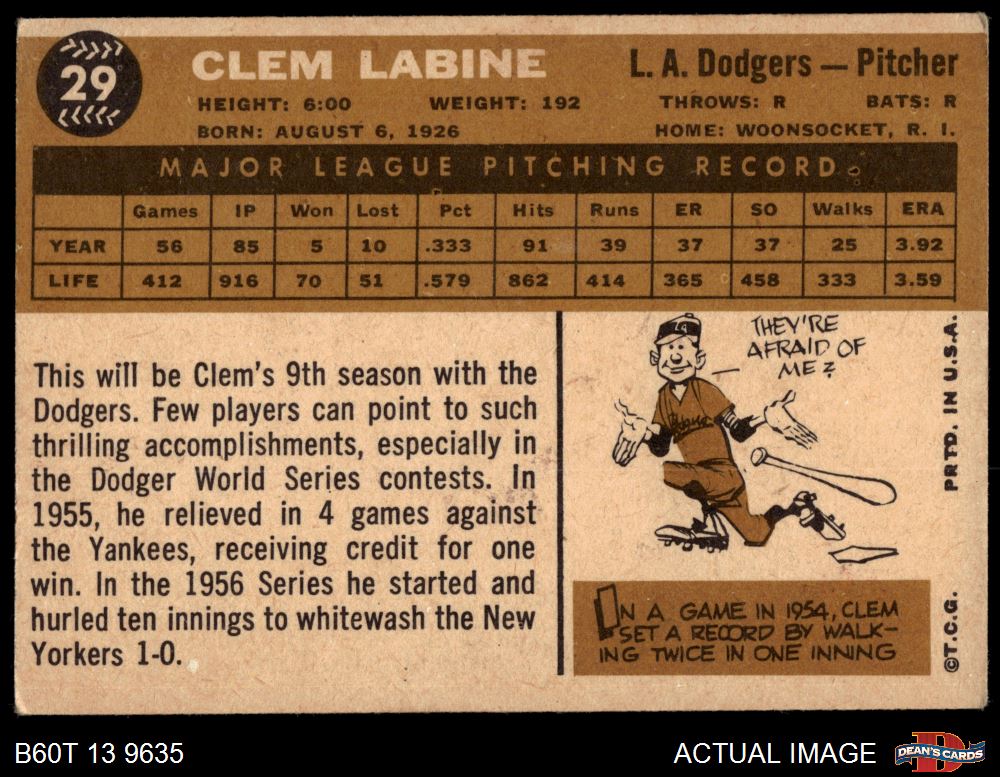 29
CLEM LABINE
L. A. Dodgers — Pitcher
HEIGHT: 6:00 WEIGHT: 192 THROWS: R BATS: R
BORN: AUGUST 6, 1926 HOME: WOONSOCKET, R. I.
MAJOR LEAGUE PITCHING RECORD
Games IP Won Lost Pct Hits Runs ER SO Walks ERA
YEAR 56 85 5 10 .333 91 39 37 37 25 3.92
LIFE 412 916 70 51 .579 862 414 365 458 333 3.59
This will be Clem's 9th season with the
Dodgers. Few players can point to such
thrilling accomplishments, especially in
the Dodger World Series contests. In
1955, he relieved in 4 games against
the Yankees, receiving credit for one
win. In the 1956 Series he started and
hurled ten innings to whitewash the New
Yorkers 1-0.
THEY'RE
AFRAID OF
ME?
LA
Dodgers
IN A GAME IN 1954, CLEM
SET A RECORD BY WALK-
ING TWICE IN ONE INNING
©T.C.G. PRTD. IN U.S.A.
B60T 13 9635
ACTUAL IMAGE
D
DEAN'S CARDS